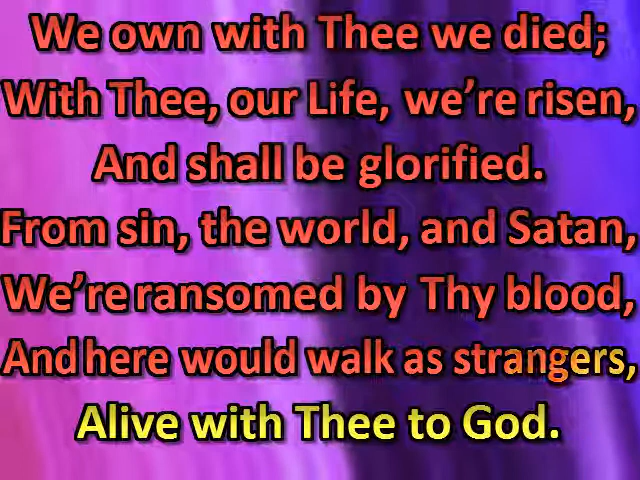 We own with Thee we died;
With Thee, our Life, we’re risen,
And shall be glorified.
From sin, the world, and Satan,
We’re ransomed by Thy blood,
And here would walk as strangers,
Alive with Thee to God.